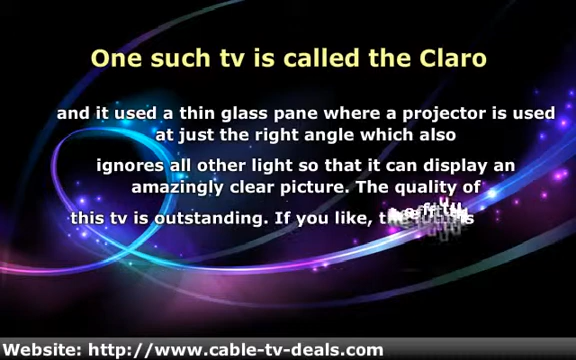 One such tv is called the Claro
and it used a thin glass pane where a projector is used
at just the right angle which also
ignores all other light so that it can display an
amazingly clear picture. The quality of
this tv is outstanding. If you like,
Website: http://www.cable-tv-deals.com